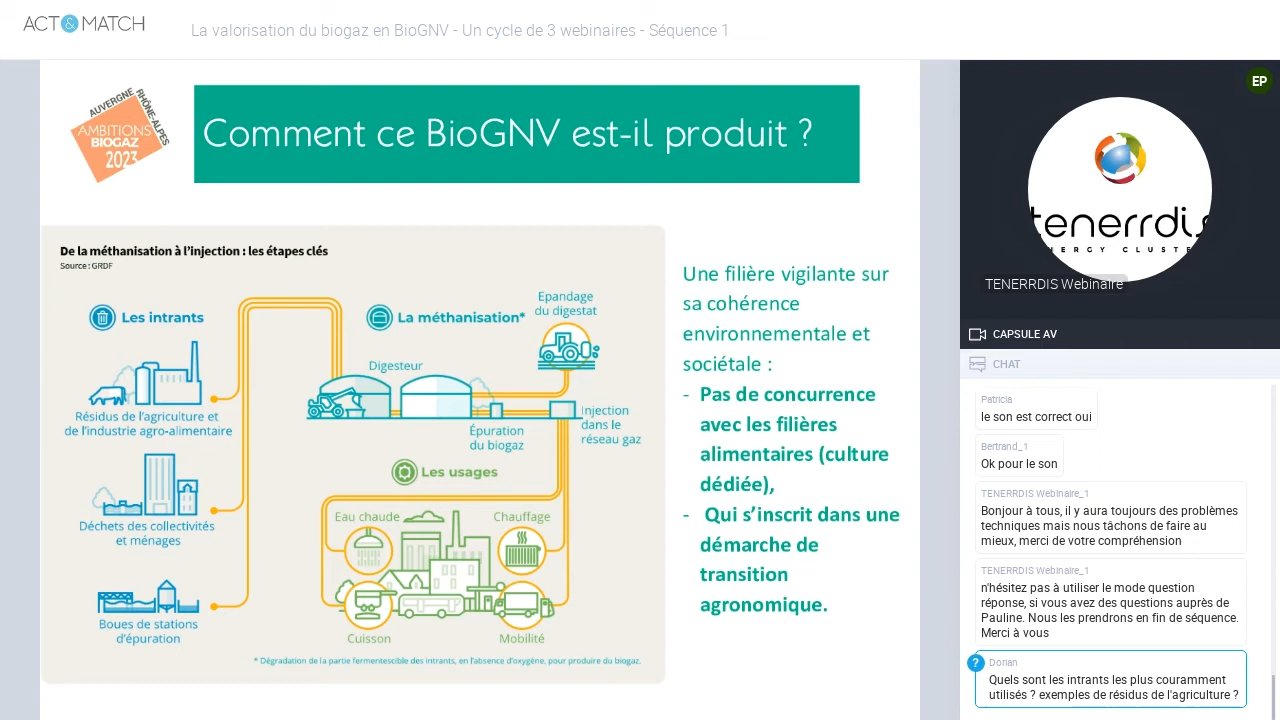 ACT & MATCH
La valorisation du biogaz en BioGNV - Un cycle de 3 webinaires - Séquence 1
AUVERGNE RHÔNE-ALPES
AMBITIONS
BIOGAZ
2023
Comment ce BioGNV est-il produit ?
De la méthanisation à l'injection : les étapes clés
Source : GRDF
Les intrants
La méthanisation*
Epandage
du digestat
Digesteur
Résidus de l'agriculture et
de l'industrie agro-alimentaire
Injection
dans le
réseau gaz
Épuration
du biogaz
Les usages
Déchets des collectivités
et ménages
Eau chaude
Chauffage
Boues de stations
d'épuration
Cuisson
Mobilité
* Dégradation de la partie fermentescible des intrants, en l'absence d'oxygène, pour produire du biogaz.
Une filière vigilante sur
sa cohérence
environnementale et
sociétale :
- Pas de concurrence
avec les filières
alimentaires (culture
dédiée),
- Qui s'inscrit dans une
démarche de
transition
agronomique.
EP
tenerrdis
ENERGY CLUSTER
TENERRDIS Webinaire
CAPSULE AV
CHAT
Patricia
le son est correct oui
Bertrand_1
Ok pour le son
TENERRDIS Webinaire_1
Bonjour à tous, il y aura toujours des problèmes
techniques mais nous tâchons de faire au
mieux, merci de votre compréhension
TENERRDIS Webinaire_1
n'hésitez pas à utiliser le mode question
réponse, si vous avez des questions auprès de
Pauline. Nous les prendrons en fin de séquence.
Merci à vous
?
Dorian
Quels sont les intrants les plus couramment
utilisés ? exemples de résidus de l'agriculture ?